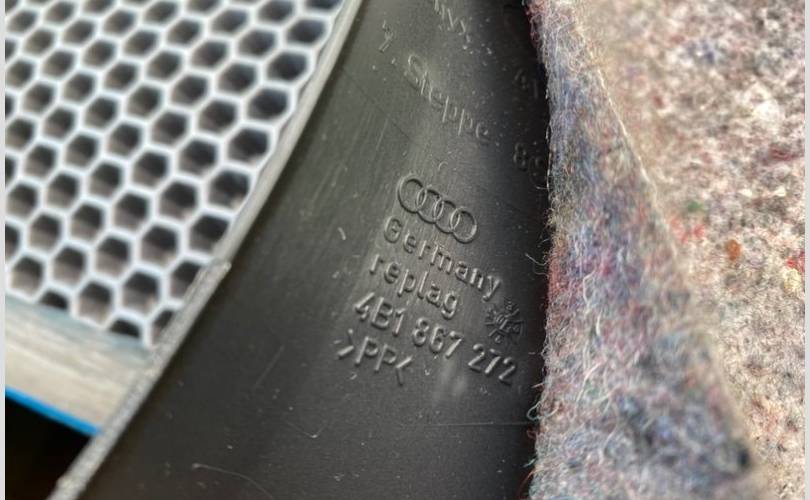 Steppe
Germany
replag
4B1 867 272
>PP<